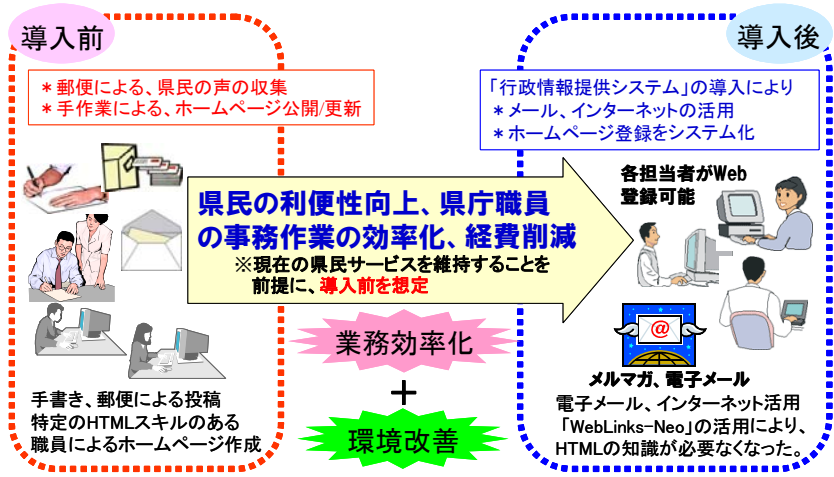 導入前
＊郵便による、県民の声の収集
＊手作業による、ホームページ公開/更新
手書き、郵便による投稿
特定のHTMLスキルのある
職員によるホームページ作成
県民の利便性向上、県庁職員
の事務作業の効率化、経費削減
※現在の県民サービスを維持することを
前提に、導入前を想定
業務効率化
＋
環境改善
導入後
「行政情報提供システム」の導入により
＊メール、インターネットの活用
＊ホームページ登録をシステム化
各担当者がWeb
登録可能
@
メルマガ、電子メール
電子メール、インターネット活用
「WebLinks-Neo」の活用により、
HTMLの知識が必要なくなった。